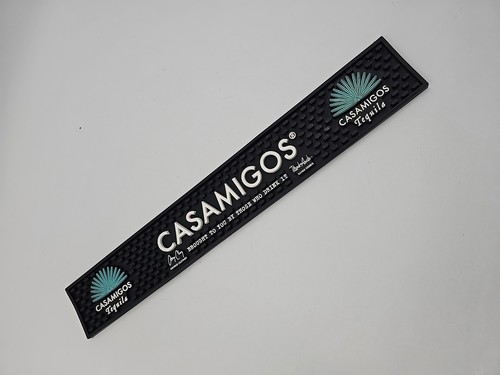 CASAMIGOS
Tequila
CASAMIGOS®
BROUGHT TO YOU BY THOSE WHO DRINK IT
CASAMIGOS
Tequila